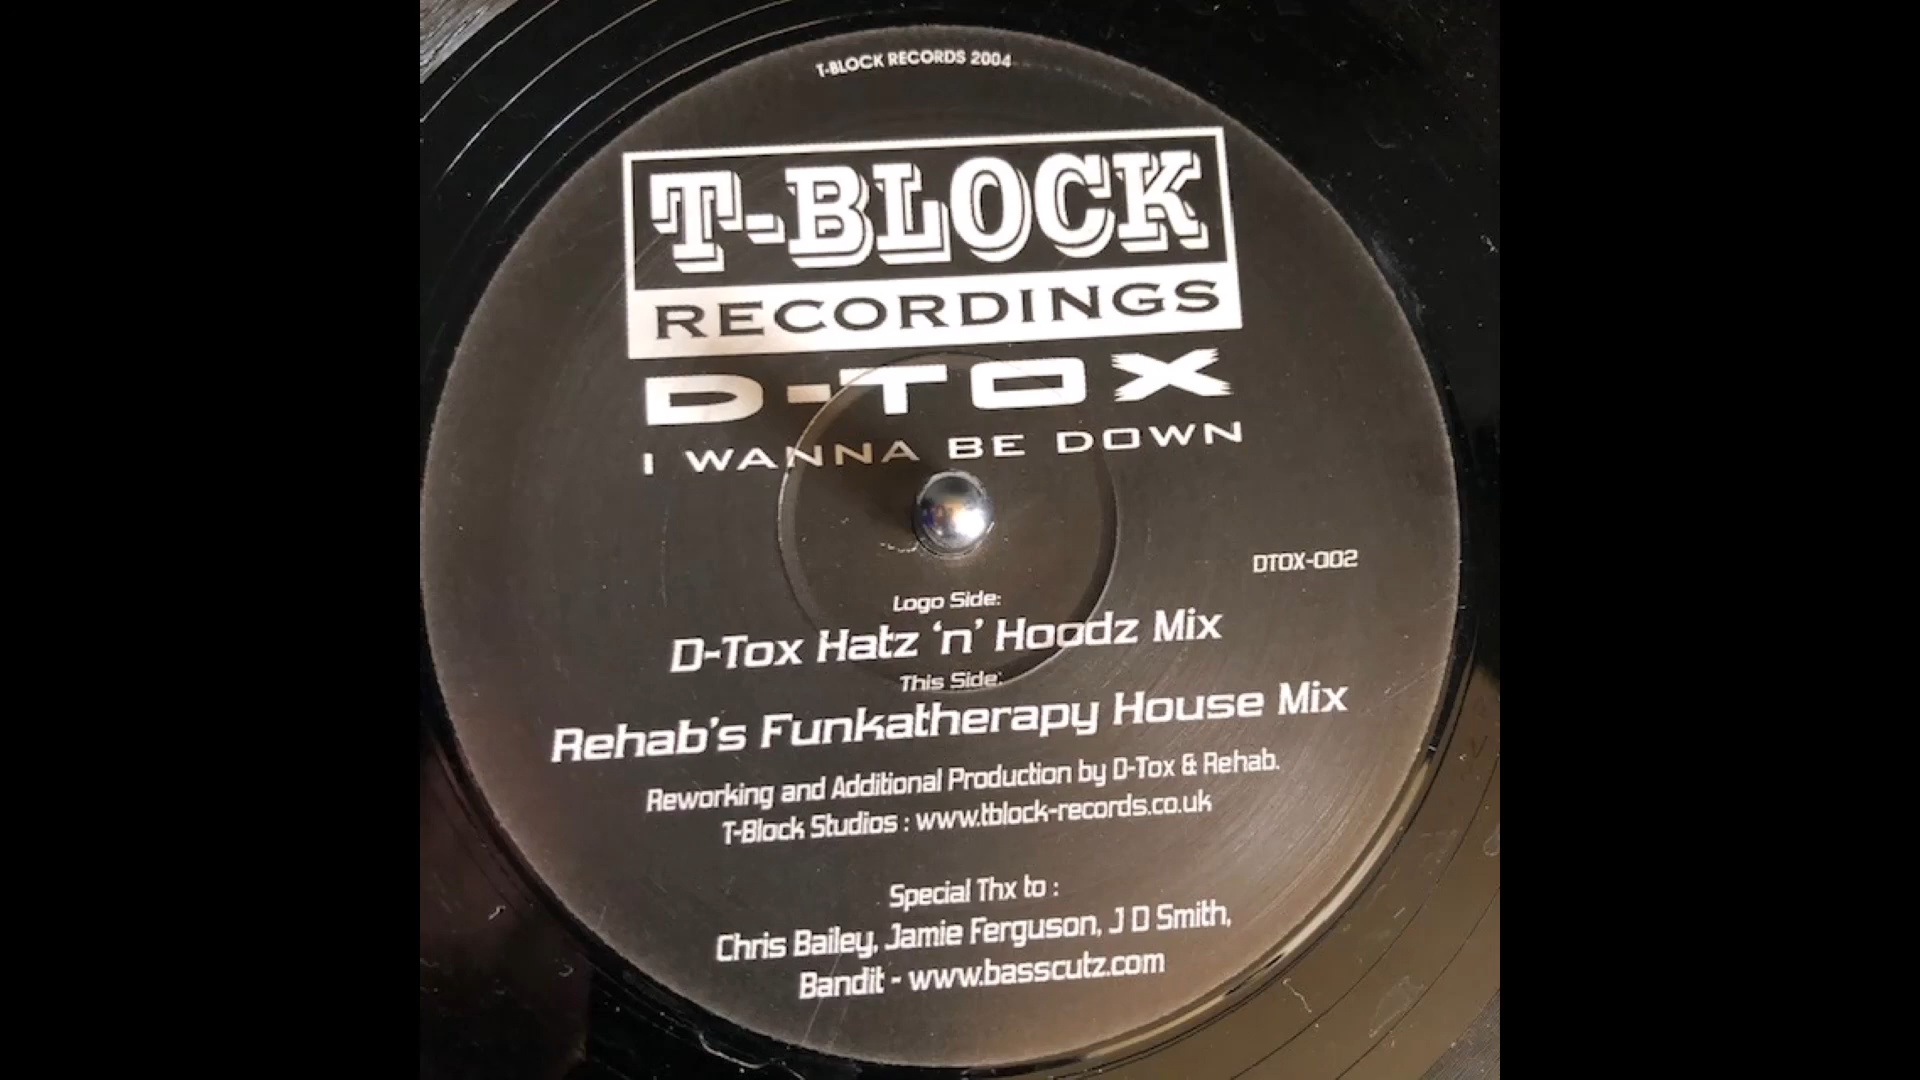 T-BLOCK RECORDS 2004
T-BLOCK
RECORDINGS
D-TOX
I WANNA BE DOWN
DTOX-002
Logo Side:
D-Tox Hatz 'n' Hoodz Mix
This Side:
Rehab's Funkatherapy House Mix
Reworking and Additional Production by D-Tox & Rehab.
T-Block Studios : www.tblock-records.co.uk
Special Thx to :
Chris Bailey, Jamie Ferguson, J D Smith,
Bandit - www.basscutz.com